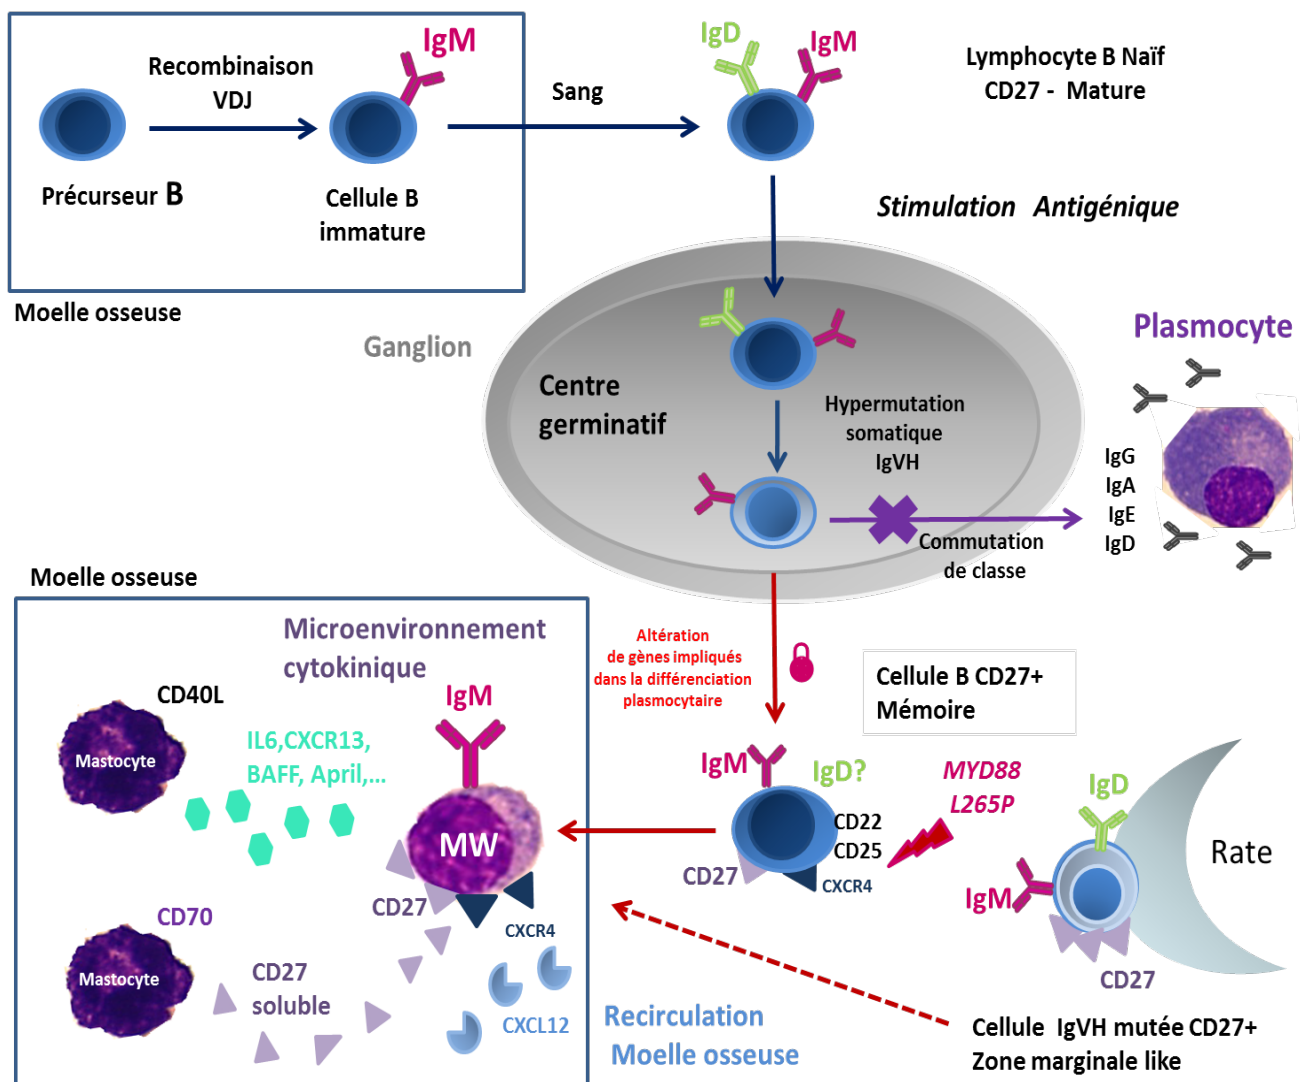 IgM
Recombinaison
VDJ
Précurseur B
Cellule B
immature
Moelle osseuse
Sang
IgD
IgM
Lymphocyte B Naïf
CD27 - Mature
Stimulation Antigénique
Ganglion
Centre
germinatif
Hypermutation
somatique
IgVH
Commutation
de classe
Plasmocyte
IgG
IgA
IgE
IgD
Moelle osseuse
Microenvironnement
cytokinique
CD40L
Mastocyte
IL6,CXCR13,
BAFF, April,...
IgM
MW
CD27
CXCR4
CD70
Mastocyte
CD27
soluble
CXCL12
Altération
de gènes impliqués
dans la différenciation
plasmocytaire
Cellule B CD27+
Mémoire
IgM
IgD?
CD22
CD25
CD27
CXCR4
MYD88
L265P
IgD
IgM
CD27
Rate
Recirculation
Moelle osseuse
Cellule IgVH mutée CD27+
Zone marginale like